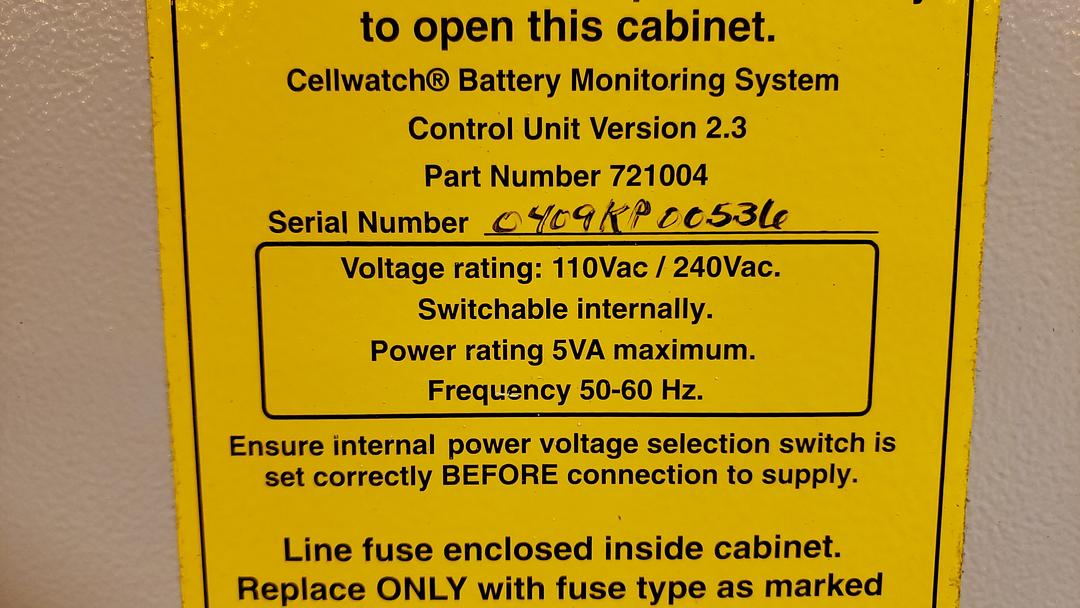 to open this cabinet.
Cellwatch® Battery Monitoring System
Control Unit Version 2.3
Part Number 721004
Serial Number 0409KP00536
Voltage rating: 110Vac / 240Vac.
Switchable internally.
Power rating 5VA maximum.
Frequency 50-60 Hz.
Ensure internal power voltage selection switch is
set correctly BEFORE connection to supply.
Line fuse enclosed inside cabinet.
Replace ONLY with fuse type as marked